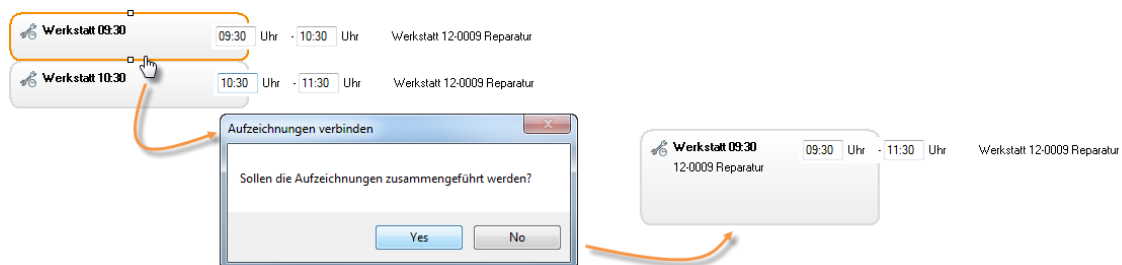 Werkstatt 09:30 09:30 Uhr - 10:30 Uhr Werkstatt 12-0009 Reparatur
Werkstatt 10:30 10:30 Uhr - 11:30 Uhr Werkstatt 12-0009 Reparatur
Aufzeichnungen verbinden
Sollen die Aufzeichnungen zusammengeführt werden?
Yes No
Werkstatt 09:30 09:30 Uhr - 11:30 Uhr Werkstatt 12-0009 Reparatur
12-0009 Reparatur